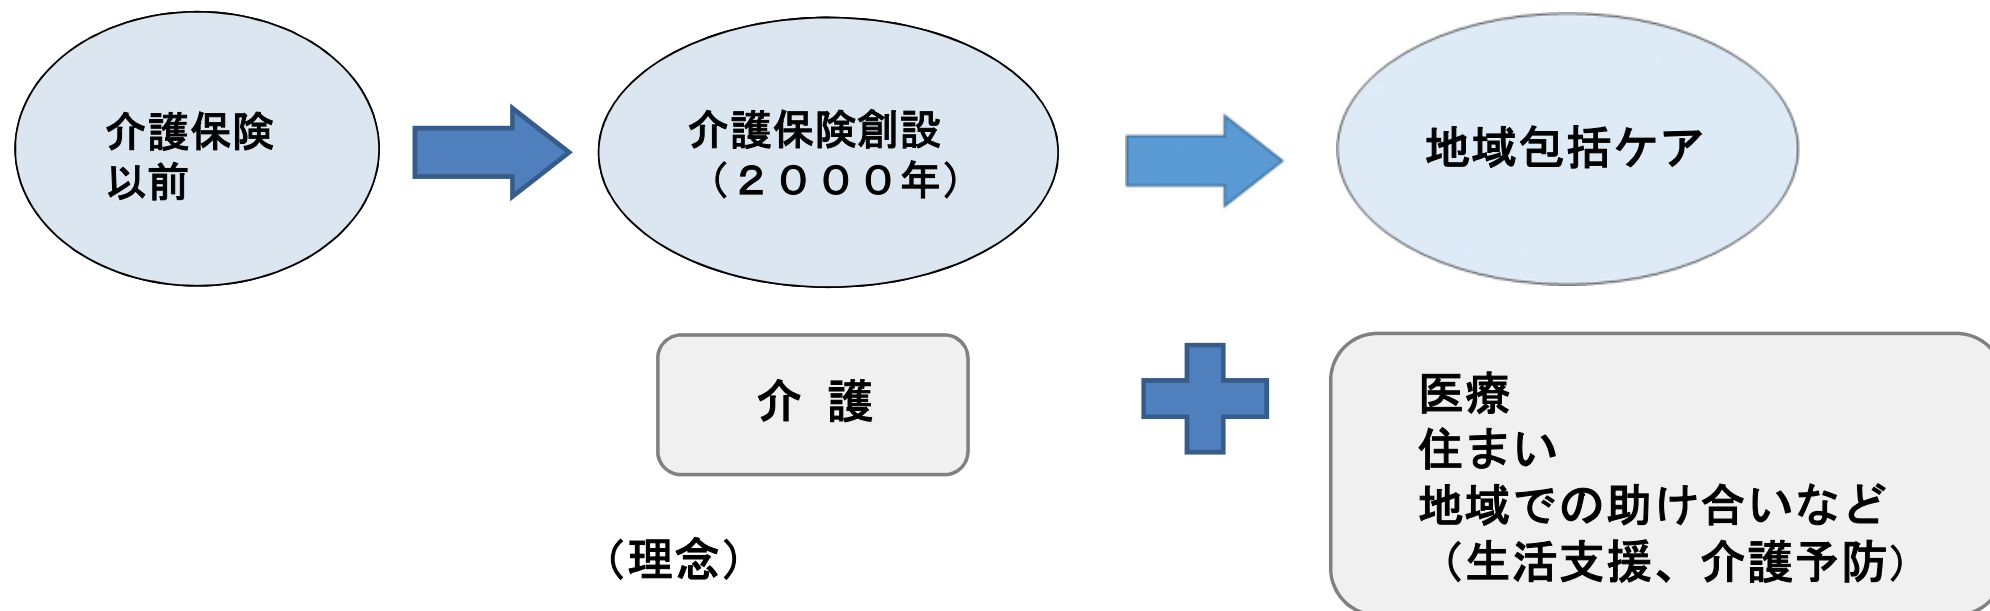 介護保険
以前
介護保険創設
（２０００年）
地域包括ケア
介 護
医療
住まい
地域での助け合いなど
（生活支援、介護予防）
（理念）